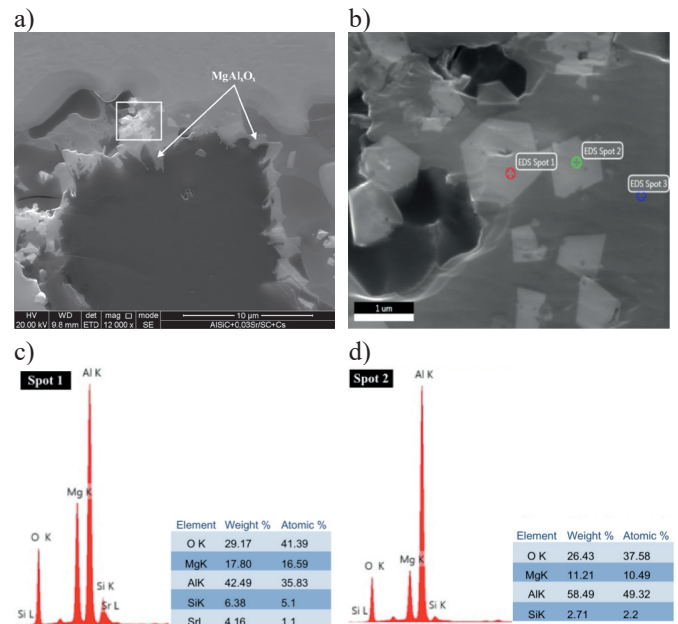 a)
b)
MgAlxOx
EDS Spot 1
EDS Spot 2
EDS Spot 3
1 um
HV WD det mag □ mode
20.00 kV 9.8 mm ETD 12 000 x SE
10 μm
AlSiC+0,03Sr/SC+Cs
c)
d)
Spot 1
Al K
Mg K
O K
Si K
Si L
Sr L
Element Weight % Atomic %
O K 29.17 41.39
MgK 17.80 16.59
AlK 42.49 35.83
SiK 6.38 5.1
SrL 4.16 1.1
Spot 2
Al K
Mg K
O K
Si K
Si L
Element Weight % Atomic %
O K 26.43 37.58
MgK 11.21 10.49
AlK 58.49 49.32
SiK 2.71 2.2